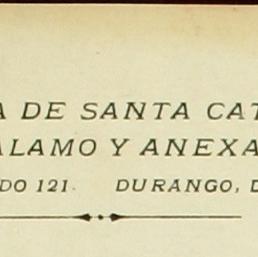 A DE SANTA CAT
ALAMO Y ANEXA
DO 121. DURANGO, D